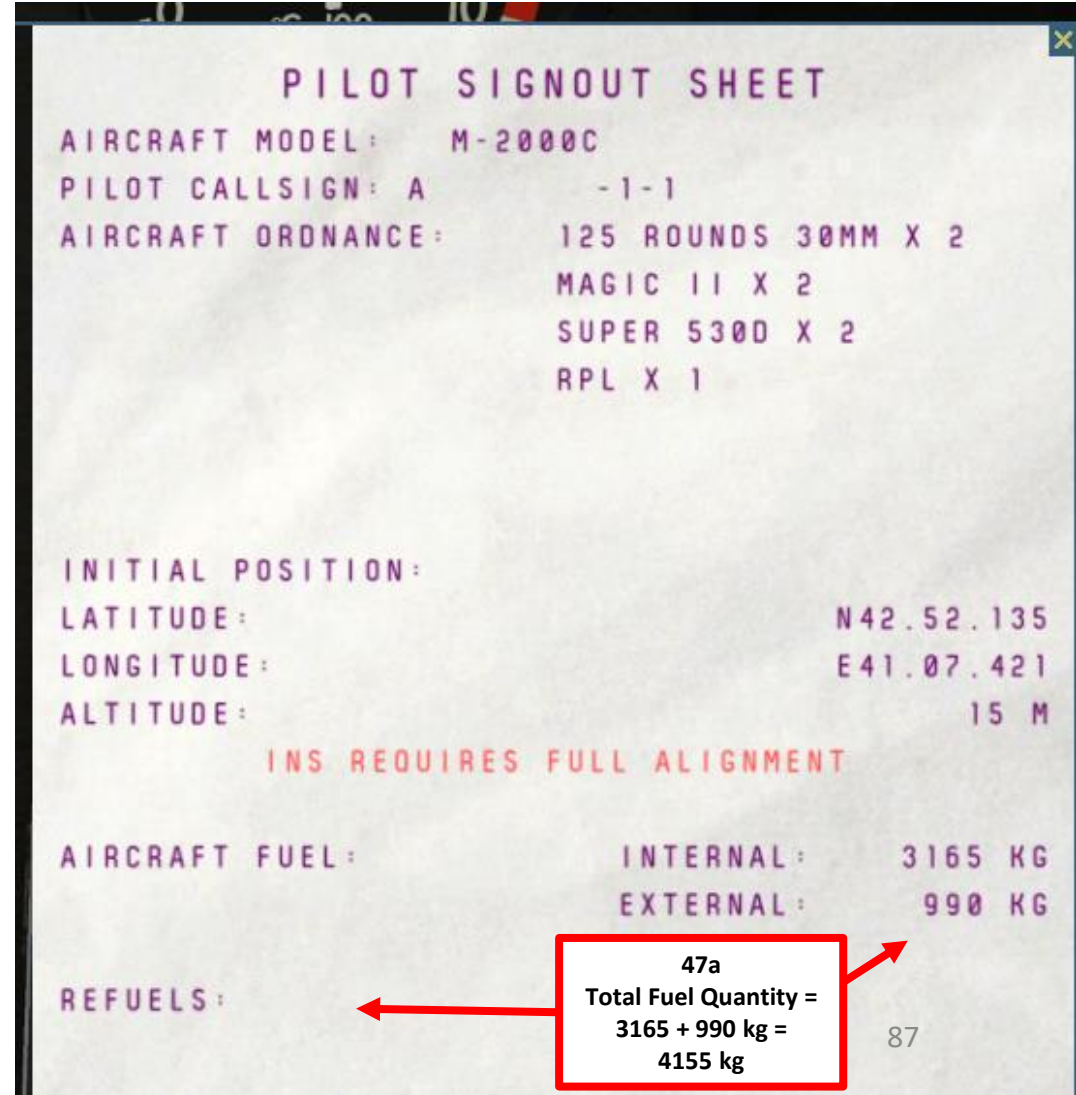 PILOT SIGNOUT SHEET
AIRCRAFT MODEL: M-2000C
PILOT CALLSIGN: A -1-1
AIRCRAFT ORDNANCE: 125 ROUNDS 30MM X 2
MAGIC II X 2
SUPER 530D X 2
RPL X 1
INITIAL POSITION:
LATITUDE: N42.52.135
LONGITUDE: E41.07.421
ALTITUDE: 15 M
INS REQUIRES FULL ALIGNMENT
AIRCRAFT FUEL: INTERNAL: 3165 KG
EXTERNAL: 990 KG
REFUELS:
47a
Total Fuel Quantity =
3165 + 990 kg =
4155 kg
87